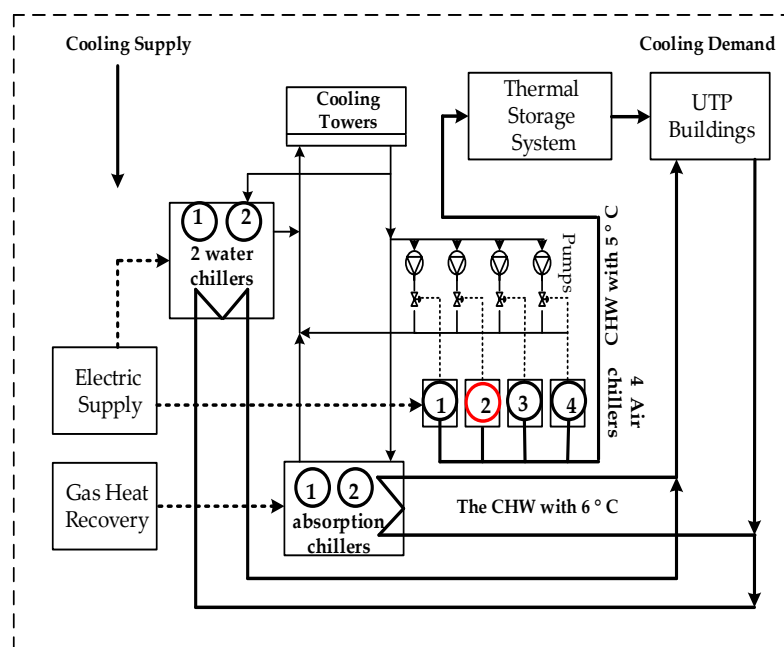 Cooling Supply
Cooling Demand
Cooling
Towers
Thermal
Storage
System
UTP
Buildings
1 2
2 water
chillers
Pumps
CHW with 5 ° C
4 Air
chillers
Electric
Supply
1 2 3 4
Gas Heat
Recovery
1 2
absorption
chillers
The CHW with 6 ° C